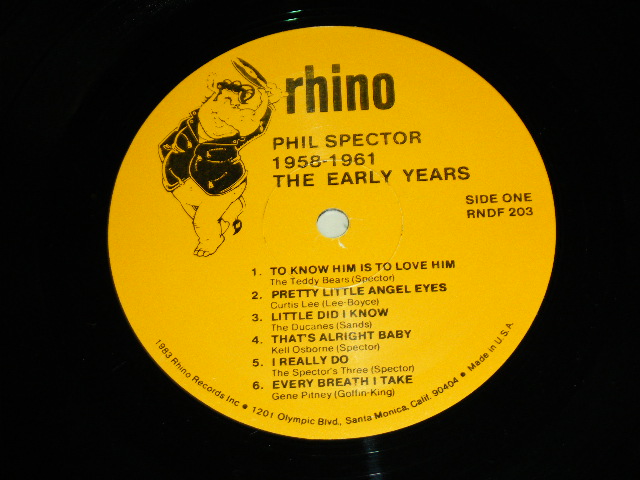 rhino
PHIL SPECTOR
1958-1961
THE EARLY YEARS
SIDE ONE
RNDF 203
1. TO KNOW HIM IS TO LOVE HIM
The Teddy Bears (Spector)
2. PRETTY LITTLE ANGEL EYES
Curtis Lee (Lee-Boyce)
3. LITTLE DID I KNOW
The Ducanes (Sands)
4. THAT'S ALRIGHT BABY
Kell Osborne (Spector)
5. I REALLY DO
The Spector's Three (Spector)
6. EVERY BREATH I TAKE
Gene Pitney (Goffin-King)
1983 Rhino Records Inc • 1201 Olympic Blvd., Santa Monica, Calif. 90404 • Made in U.S.A.